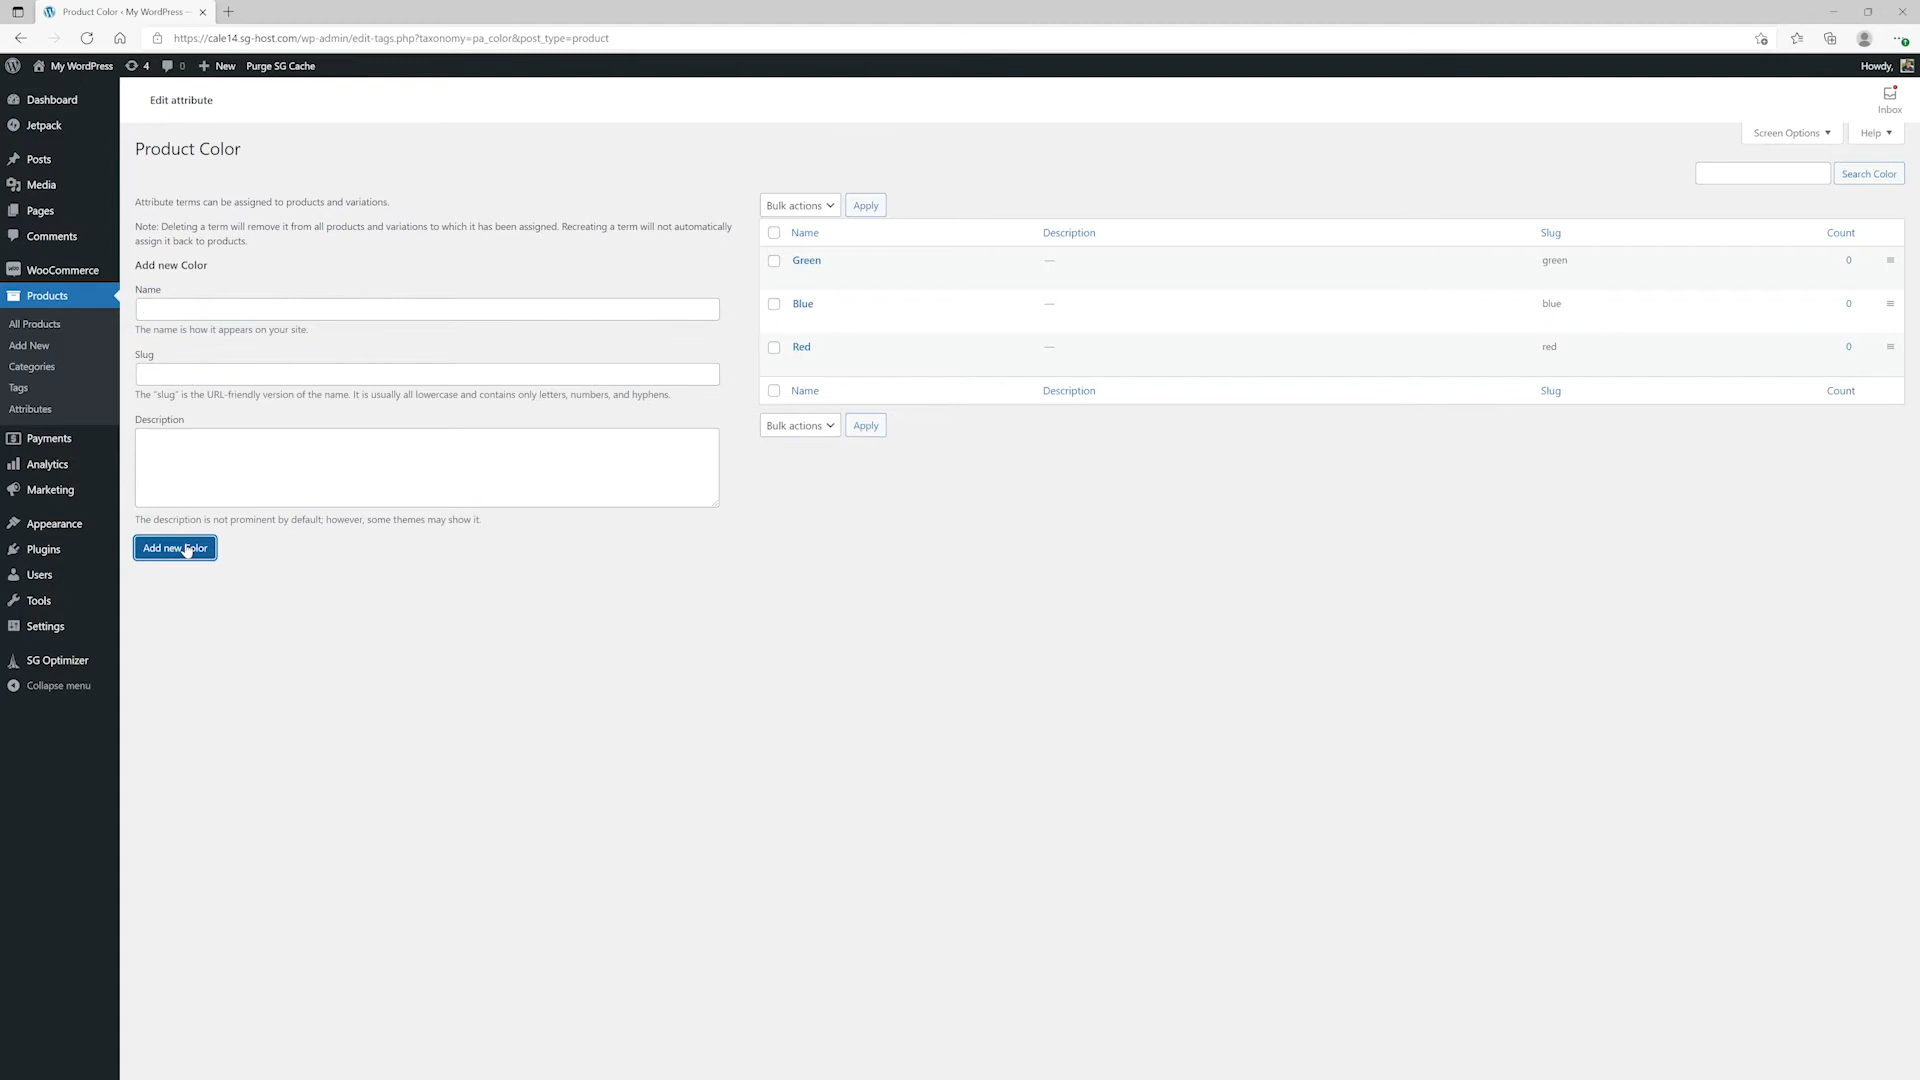 Product Color ‹ My WordPress —
https://cale14.sg-host.com/wp-admin/edit-tags.php?taxonomy=pa_color&post_type=product
My WordPress 4 0 New Purge SG Cache Howdy,
Dashboard
Jetpack
Posts
Media
Pages
Comments
WooCommerce
Products
All Products
Add New
Categories
Tags
Attributes
Payments
Analytics
Marketing
Appearance
Plugins
Users
Tools
Settings
SG Optimizer
Collapse menu
Edit attribute
Inbox
Screen Options
Help
Product Color
Search Color
Attribute terms can be assigned to products and variations.
Note: Deleting a term will remove it from all products and variations to which it has been assigned. Recreating a term will not automatically
assign it back to products.
Add new Color
Name
The name is how it appears on your site.
Slug
The "slug" is the URL-friendly version of the name. It is usually all lowercase and contains only letters, numbers, and hyphens.
Description
The description is not prominent by default; however, some themes may show it.
Add new Color
Bulk actions Apply
Name Description Slug Count
Green — green 0
Blue — blue 0
Red — red 0
Name Description Slug Count
Bulk actions Apply